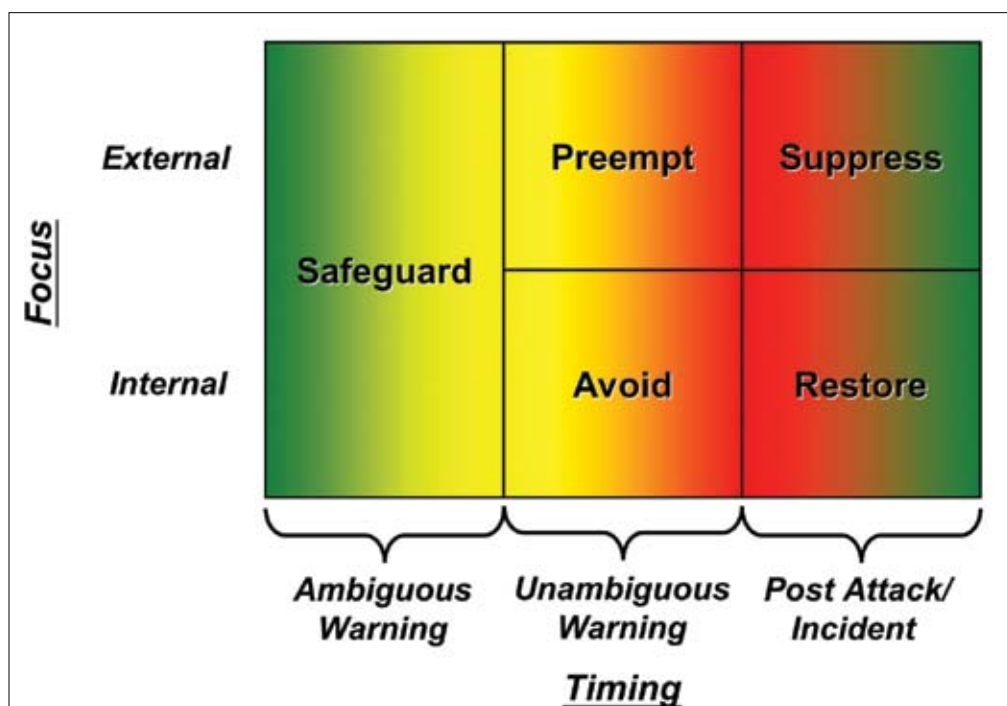 External
Preempt
Suppress
Focus
Safeguard
Internal
Avoid
Restore
Ambiguous
Warning
Unambiguous
Warning
Post Attack/
Incident
Timing